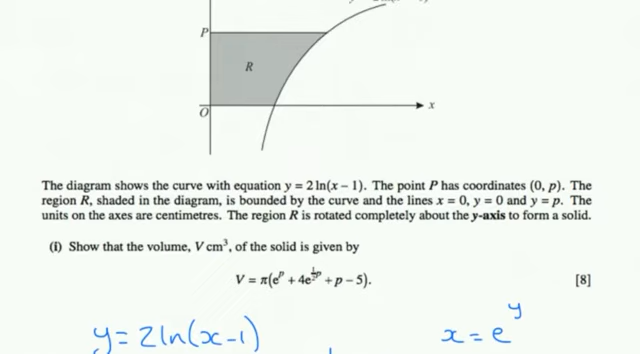 P
R
O
x
The diagram shows the curve with equation y = 2 ln(x − 1). The point P has coordinates (0, p). The
region R, shaded in the diagram, is bounded by the curve and the lines x = 0, y = 0 and y = p. The
units on the axes are centimetres. The region R is rotated completely about the y-axis to form a solid.
(i) Show that the volume, V cm³, of the solid is given by
V = π(e^p + 4e^{½p} + p − 5). [8]
y = 2 ln(x − 1) x = e^y